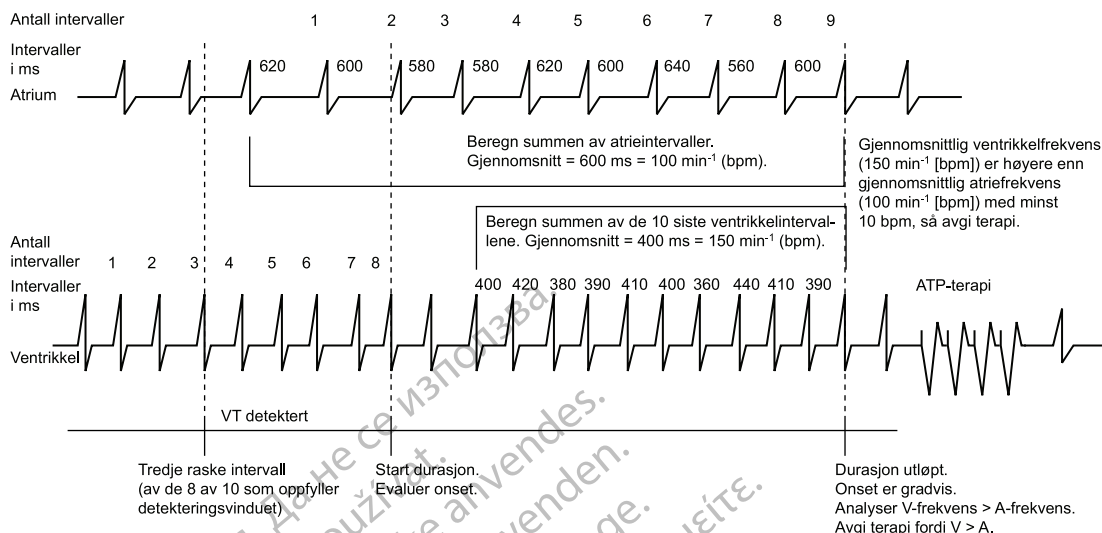 Antall intervaller 1 2 3 4 5 6 7 8 9
Intervaller
i ms
620 600 580 580 620 600 640 560 600
Atrium
Beregn summen av atrieintervaller.
Gjennomsnitt = 600 ms = 100 min-1 (bpm).
Gjennomsnittlig ventrikkelfrekvens
(150 min-1 [bpm]) er høyere enn
gjennomsnittlig atriefrekvens
(100 min-1 [bpm]) med minst
10 bpm, så avgi terapi.
Beregn summen av de 10 siste ventrikkelinterval-
lene. Gjennomsnitt = 400 ms = 150 min-1 (bpm).
Antall
intervaller 1 2 3 4 5 6 7 8
Intervaller
i ms
400 420 380 390 410 400 360 440 410 390
ATP-terapi
Ventrikkel
VT detektert
Tredje raske intervall
(av de 8 av 10 som oppfyller
detekteringsvinduet)
Start durasjon.
Evaluer onset.
Durasjon utløpt.
Onset er gradvis.
Analyser V-frekvens > A-frekvens.
Avgi terapi fordi V > A.
Да не се използва.
anvendes.